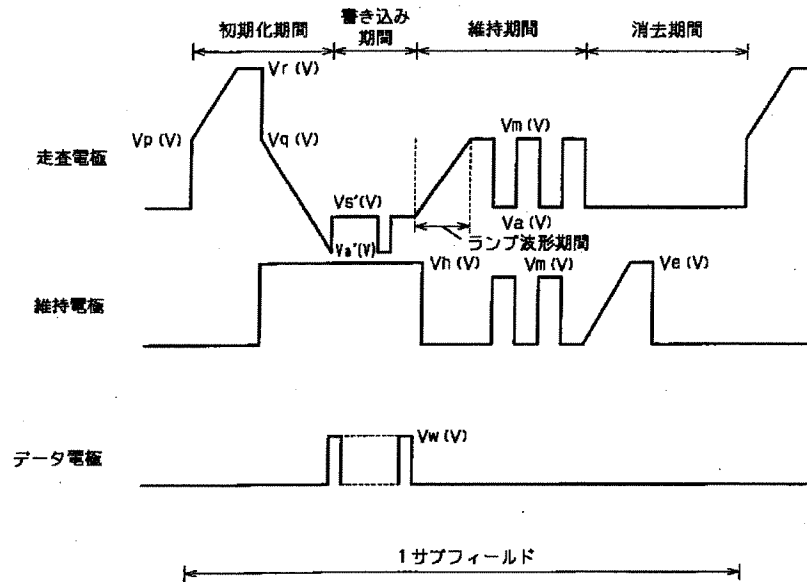 初期化期間
書き込み
期間
維持期間
消去期間
Vr(V)
Vp(V)
Vq(V)
Vm(V)
走査電極
Vs'(V)
Va(V)
Va'(V)
ランプ波形期間
Vh(V)
Vm(V)
Ve(V)
維持電極
Vw(V)
データ電極
1サブフィールド